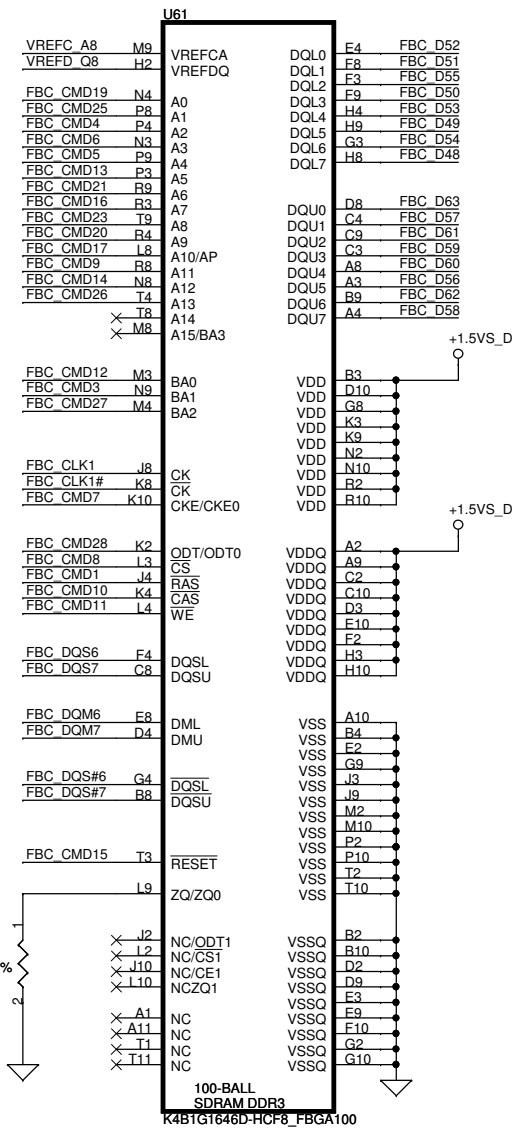 U61
VREFC_A8 M9 VREFCA
VREFD_Q8 H2 VREFDQ
FBC_CMD19 N4 A0
FBC_CMD25 P8 A1
FBC_CMD4 P4 A2
FBC_CMD6 N3 A3
FBC_CMD5 P9 A4
FBC_CMD13 P3 A5
FBC_CMD21 R9 A6
FBC_CMD16 R3 A7
FBC_CMD23 T9 A8
FBC_CMD20 R4 A9
FBC_CMD17 L8 A10/AP
FBC_CMD9 R8 A11
FBC_CMD14 N8 A12
FBC_CMD26 T4 A13
T8 A14
M8 A15/BA3
FBC_CMD12 M3 BA0
FBC_CMD3 N9 BA1
FBC_CMD27 M4 BA2
FBC_CLK1 J8 CK
FBC_CLK1# K8 CK
FBC_CMD7 K10 CKE/CKE0
FBC_CMD28 K2 ODT/ODT0
FBC_CMD8 L3 CS
FBC_CMD1 J4 RAS
FBC_CMD10 K4 CAS
FBC_CMD11 L4 WE
FBC_DQS6 F4 DQSL
FBC_DQS7 C8 DQSU
FBC_DQM6 E8 DML
FBC_DQM7 D4 DMU
FBC_DQS#6 G4 DQSL
FBC_DQS#7 B8 DQSU
FBC_CMD15 T3 RESET
L9 ZQ/ZQ0
1
%
2
J2 NC/ODT1
L2 NC/CS1
J10 NC/CE1
L10 NCZQ1
A1 NC
A11 NC
T1 NC
T11 NC
DQL0 E4 FBC_D52
DQL1 F8 FBC_D51
DQL2 F3 FBC_D55
DQL3 F9 FBC_D50
DQL4 H4 FBC_D53
DQL5 H9 FBC_D49
DQL6 G3 FBC_D54
DQL7 H8 FBC_D48
DQU0 D8 FBC_D63
DQU1 C4 FBC_D57
DQU2 C9 FBC_D61
DQU3 C3 FBC_D59
DQU4 A8 FBC_D60
DQU5 A3 FBC_D56
DQU6 B9 FBC_D62
DQU7 A4 FBC_D58
+1.5VS_D
VDD B3
VDD D10
VDD G8
VDD K3
VDD K9
VDD N2
VDD N10
VDD R2
VDD R10
+1.5VS_D
VDDQ A2
VDDQ A9
VDDQ C2
VDDQ C10
VDDQ D3
VDDQ E10
VDDQ F2
VDDQ H3
VDDQ H10
VSS A10
VSS B4
VSS E2
VSS G9
VSS J3
VSS J9
VSS M2
VSS M10
VSS P2
VSS P10
VSS T2
VSS T10
VSSQ B2
VSSQ B10
VSSQ D2
VSSQ D9
VSSQ E3
VSSQ E9
VSSQ F10
VSSQ G2
VSSQ G10
100-BALL
SDRAM DDR3
K4B1G1646D-HCF8_FBGA100